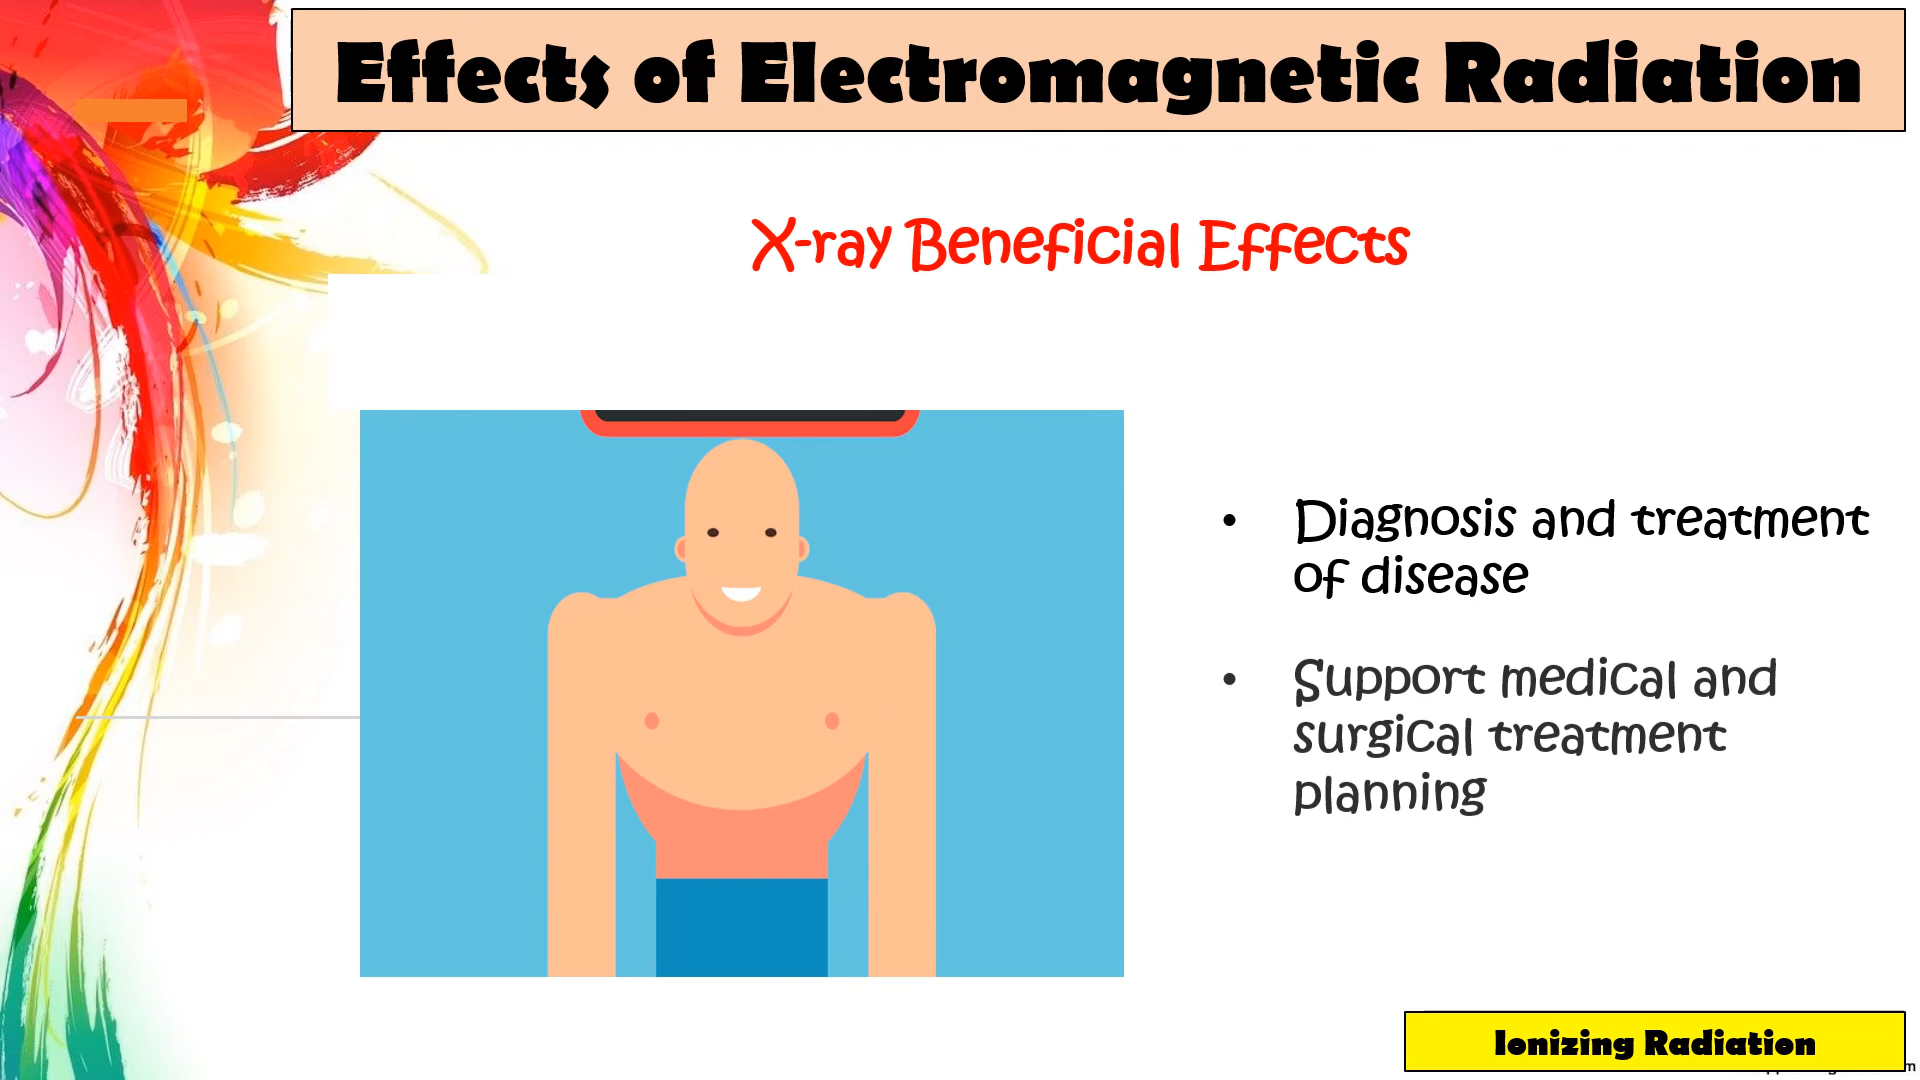 Effects of Electromagnetic Radiation
X-ray Beneficial Effects
• Diagnosis and treatment
of disease
• Support medical and
surgical treatment
planning
Ionizing Radiation